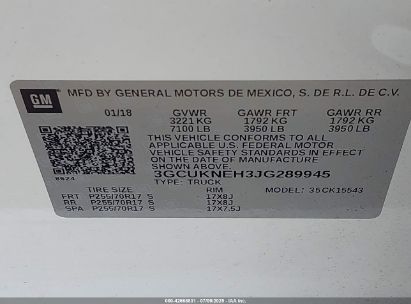 GM MFD BY GENERAL MOTORS DE MEXICO, S. DE R.L. DE C.V.
01/18 GVWR GAWR FRT GAWR RR
3221 KG 1792 KG 1792 KG
7100 LB 3950 LB 3950 LB
THIS VEHICLE CONFORMS TO ALL
APPLICABLE U.S. FEDERAL MOTOR
VEHICLE SAFETY STANDARDS IN EFFECT
ON THE DATE OF MANUFACTURE
SHOWN ABOVE.
3GCUKNEH3JG289945
8624 TYPE: TRUCK MODEL: 35CK15543
TIRE SIZE RIM
FRT P255/70R17 S 17X8J
RR P255/70R17 S 17X8J
SPA P255/70R17 S 17X7.5J